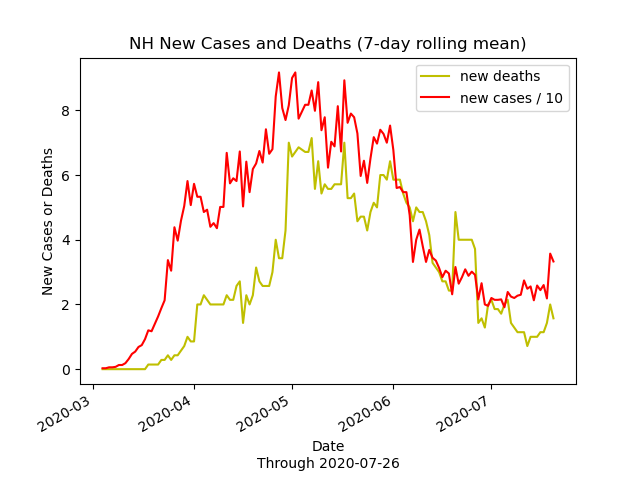 NH New Cases and Deaths (7-day rolling mean)
new deaths
new cases / 10
New Cases or Deaths
8
6
4
2
0
2020-03
2020-04
2020-05
2020-06
2020-07
Date
Through 2020-07-26